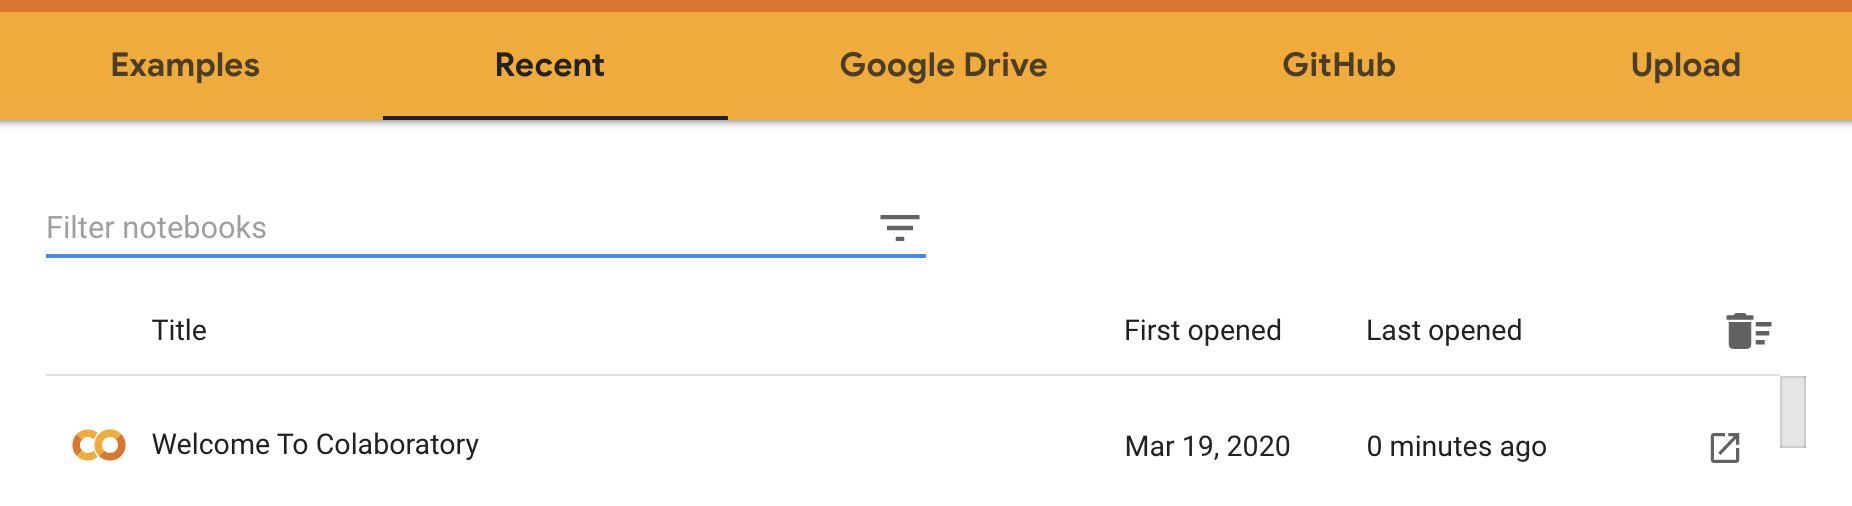 Examples Recent Google Drive GitHub Upload
Filter notebooks
Title First opened Last opened
Welcome To Colaboratory Mar 19, 2020 0 minutes ago